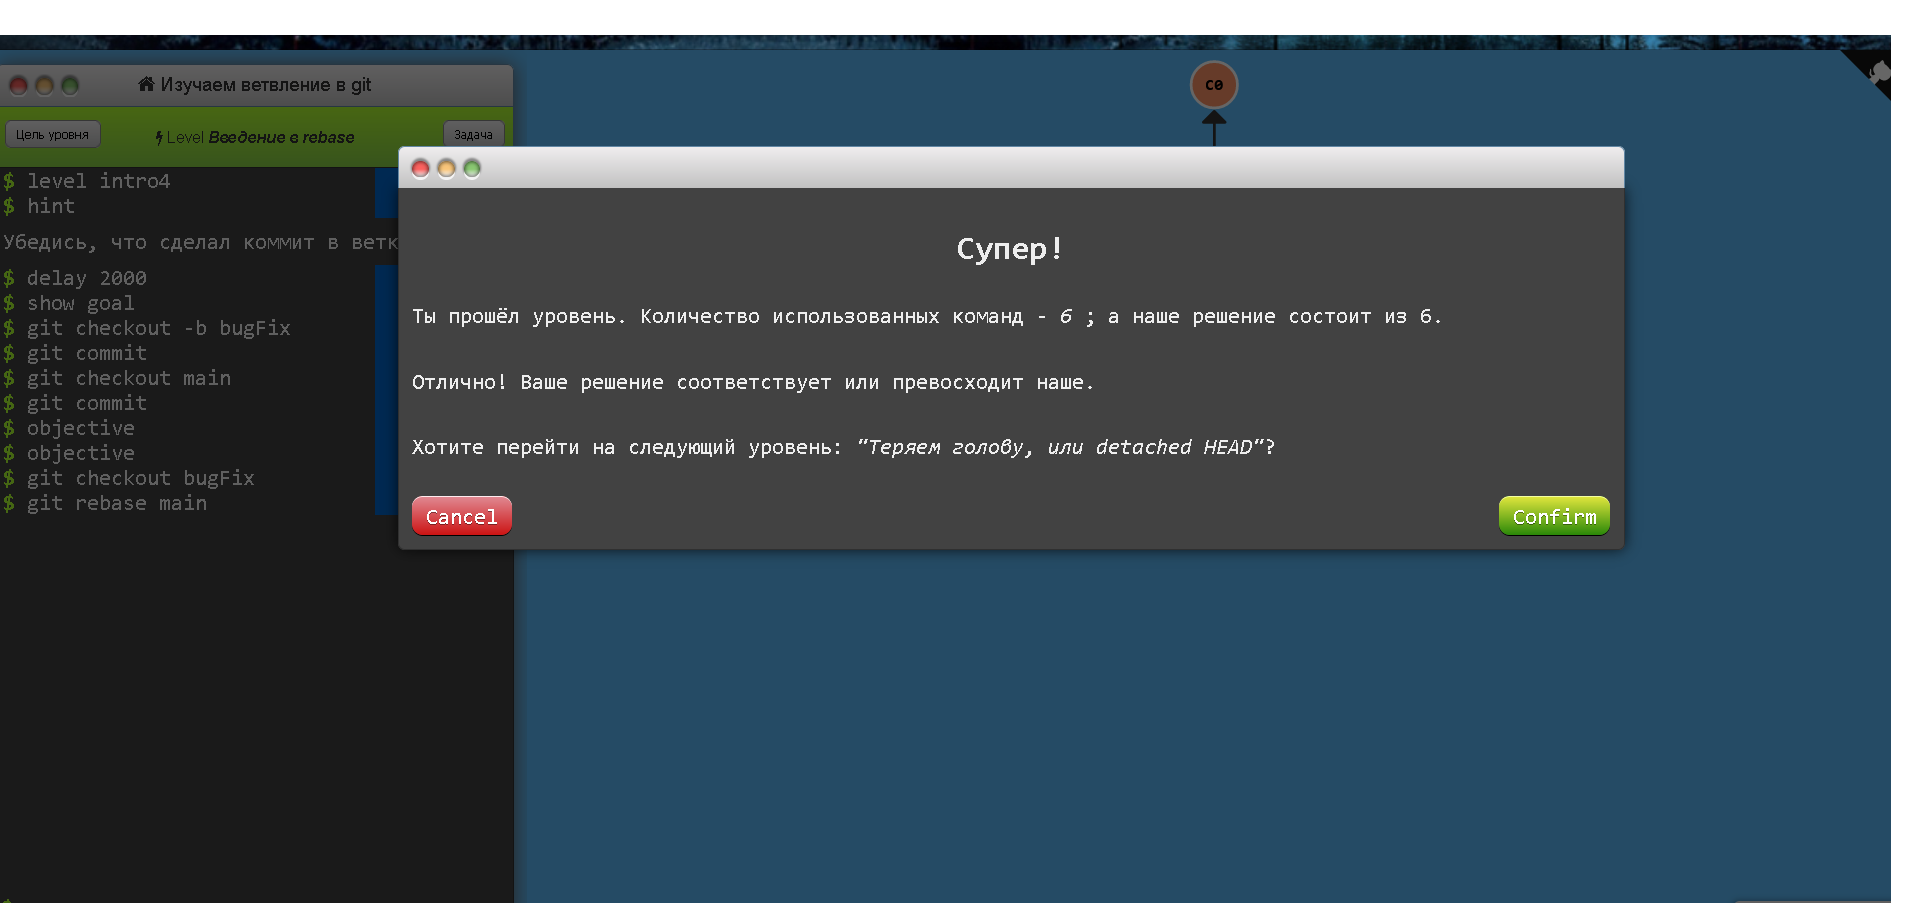 Изучаем ветвление в git
Цель уровня
Level Введение в rebase
Задача
$ level intro4
$ hint
Убедись, что сделал коммит в ветк
$ delay 2000
$ show goal
$ git checkout -b bugFix
$ git commit
$ git checkout main
$ git commit
$ objective
$ objective
$ git checkout bugFix
$ git rebase main
C0
Супер!
Ты прошёл уровень. Количество использованных команд - 6 ; а наше решение состоит из 6.
Отлично! Ваше решение соответствует или превосходит наше.
Хотите перейти на следующий уровень: “Теряем голову, или detached HEAD”?
Cancel
Confirm